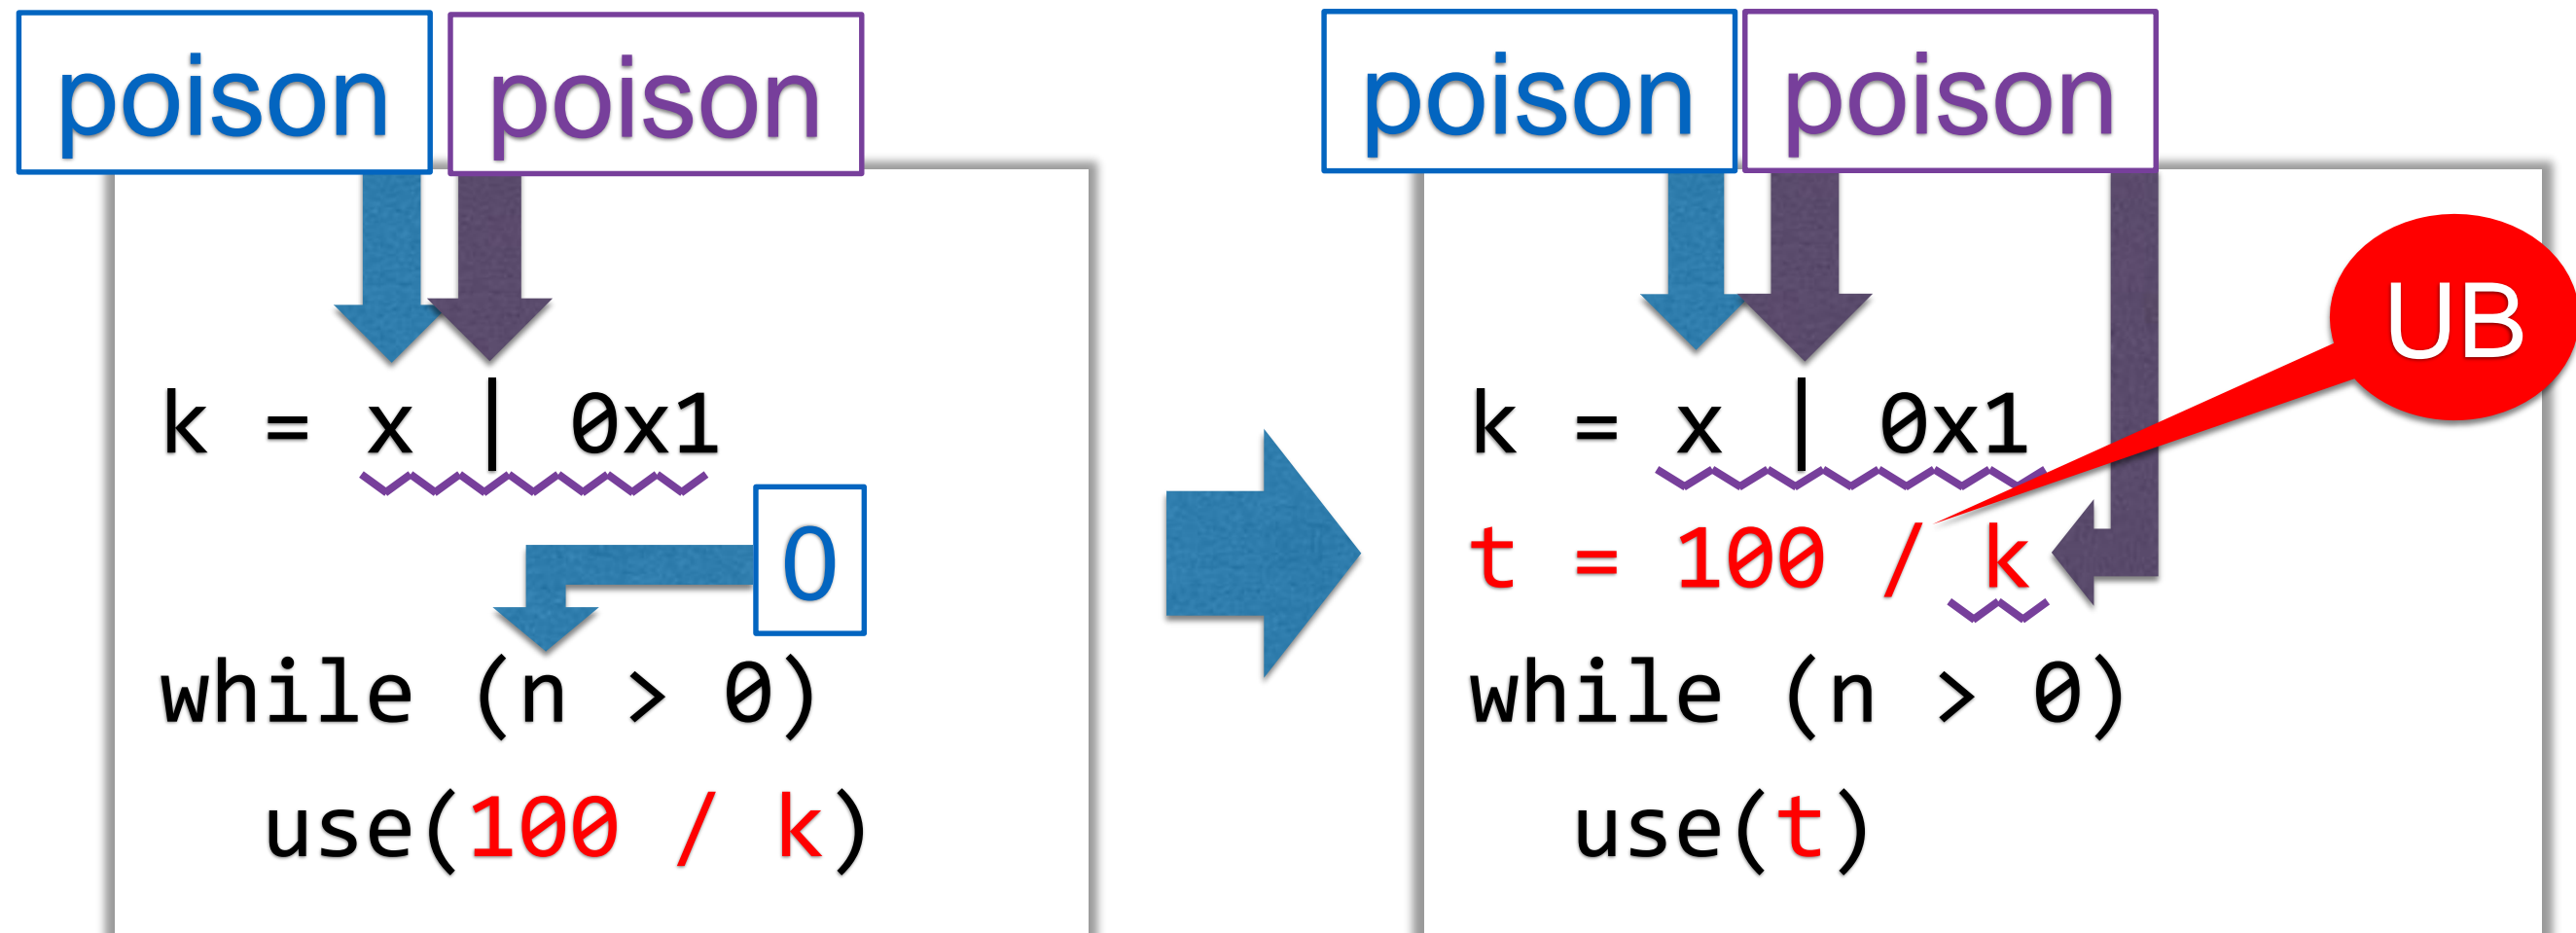 poison poison
k = x | 0x1
0
while (n > 0)
use(100 / k)
poison poison
UB
k = x | 0x1
t = 100 / k
while (n > 0)
use(t)